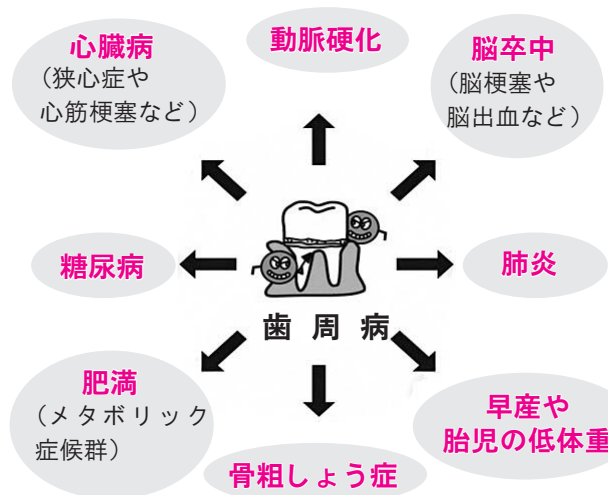 心臓病
（狭心症や
心筋梗塞など）
動脈硬化
脳卒中
（脳梗塞や
脳出血など）
糖尿病
肺炎
歯周病
肥満
（メタボリック
症候群）
骨粗しょう症
早産や
胎児の低体重